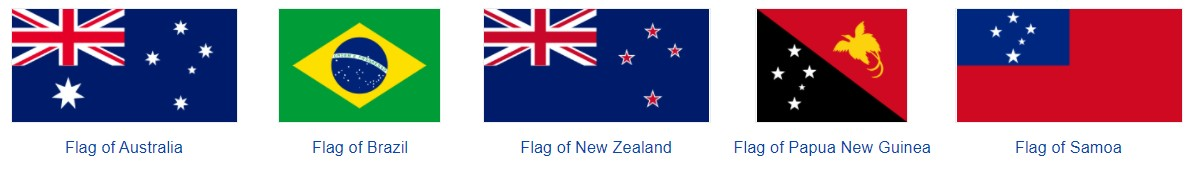 Flag of Australia
Flag of Brazil
Flag of New Zealand
Flag of Papua New Guinea
Flag of Samoa